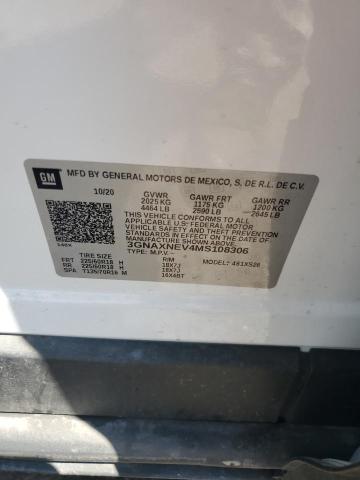 GM
MFD BY GENERAL MOTORS DE MEXICO, S. DE R.L. DE C.V.
10/20 GVWR GAWR FRT GAWR RR
2025 KG 1175 KG 1200 KG
4464 LB 2590 LB 2645 LB
THIS VEHICLE CONFORMS TO ALL
APPLICABLE U.S. FEDERAL MOTOR
VEHICLE SAFETY AND THEFT PREVENTION
STANDARDS IN EFFECT ON THE DATE OF
MANUFACTURE SHOWN ABOVE.
3GNAXNEV4MS108306
TYPE: M.P.V. MODEL: 4S1XS26
TIRE SIZE RIM
FRT 225/60R18 H 18X7J
RR 225/60R18 H 18X7J
SPA T135/70R16 M 16X4BT